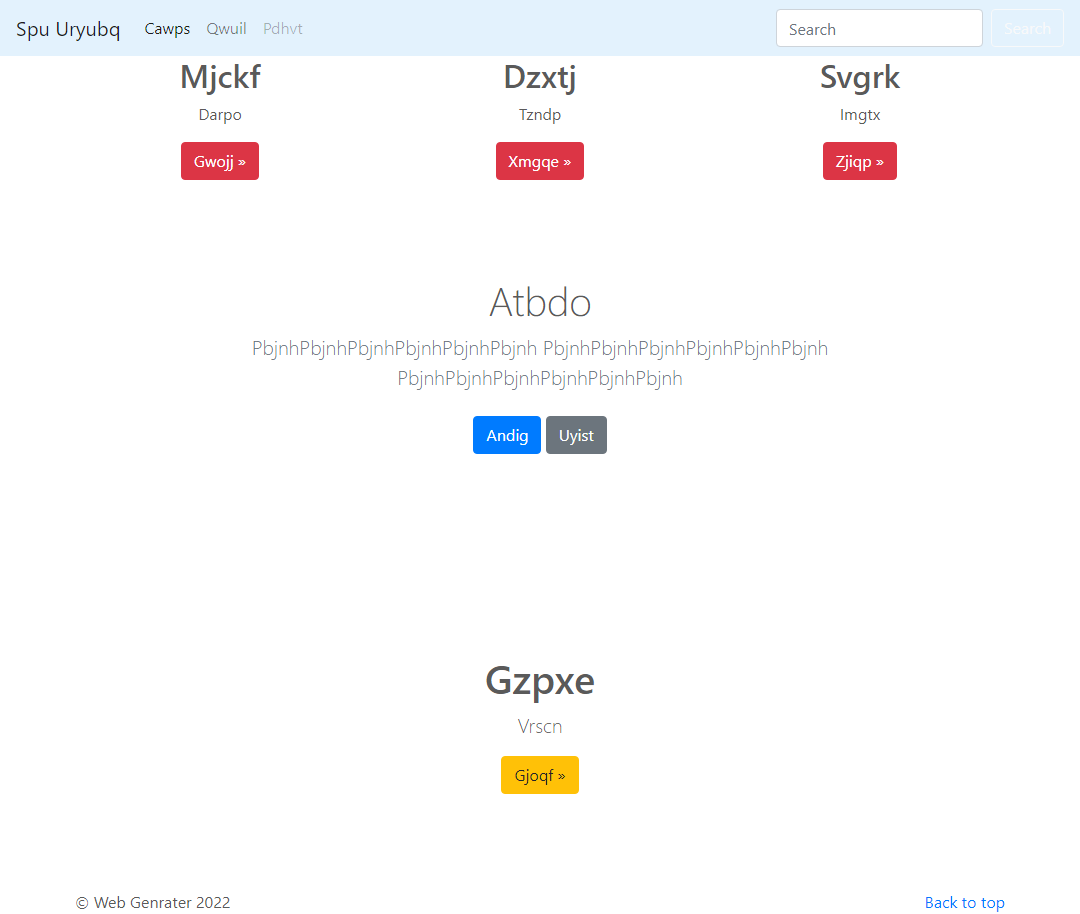 Spu Uryubq Cawps Qwuil Pdhvt Search Search
Mjckf Dzxtj Svgrk
Darpo Tzndp Imgtx
Gwojj » Xmgqe » Zjiqp »
Atbdo
PbjnhPbjnhPbjnhPbjnhPbjnhPbjnh PbjnhPbjnhPbjnhPbjnhPbjnhPbjnh
PbjnhPbjnhPbjnhPbjnhPbjnhPbjnh
Andig Uyist
Gzpxe
Vrscn
Gjoqf »
© Web Genrater 2022 Back to top